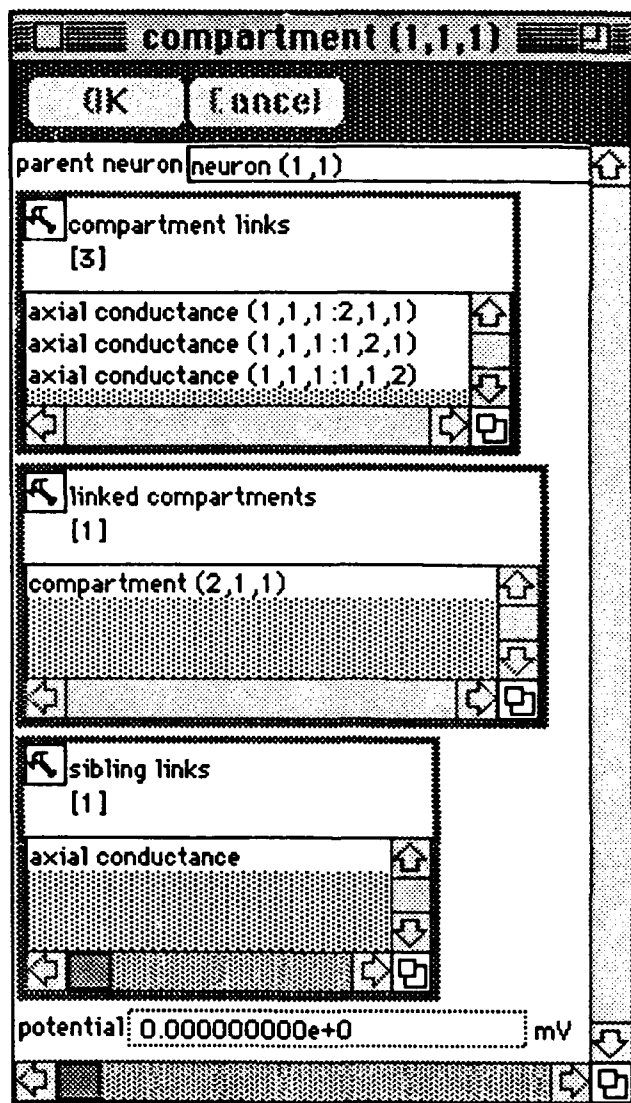 compartment (1,1,1)
OK Cancel
parent neuron neuron (1,1)
compartment links
[3]
axial conductance (1,1,1:2,1,1)
axial conductance (1,1,1:1,2,1)
axial conductance (1,1,1:1,1,2)
linked compartments
[1]
compartment (2,1,1)
sibling links
[1]
axial conductance
potential 0.000000000e+0 mV